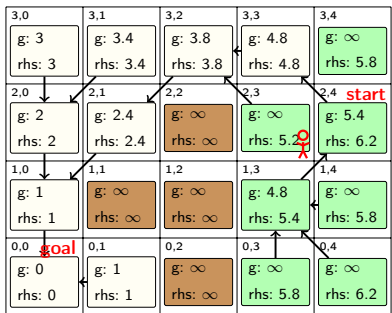 3,0 3,1 3,2 3,3 3,4
g: 3 g: 3.4 g: 3.8 g: 4.8 g: ∞
rhs: 3 rhs: 3.4 rhs: 3.8 rhs: 4.8 rhs: 5.8
2,0 2,1 2,2 2,3 2,4 start
g: 2 g: 2.4 g: ∞ g: ∞ g: 5.4
rhs: 2 rhs: 2.4 rhs: ∞ rhs: 5.2 rhs: 6.2
1,0 1,1 1,2 1,3 1,4
g: 1 g: ∞ g: ∞ g: 4.8 g: ∞
rhs: 1 rhs: ∞ rhs: ∞ rhs: 5.4 rhs: 5.8
0,0 goal 0,1 0,2 0,3 0,4
g: 0 g: 1 g: ∞ g: ∞ g: ∞
rhs: 0 rhs: 1 rhs: ∞ rhs: 5.8 rhs: 6.2